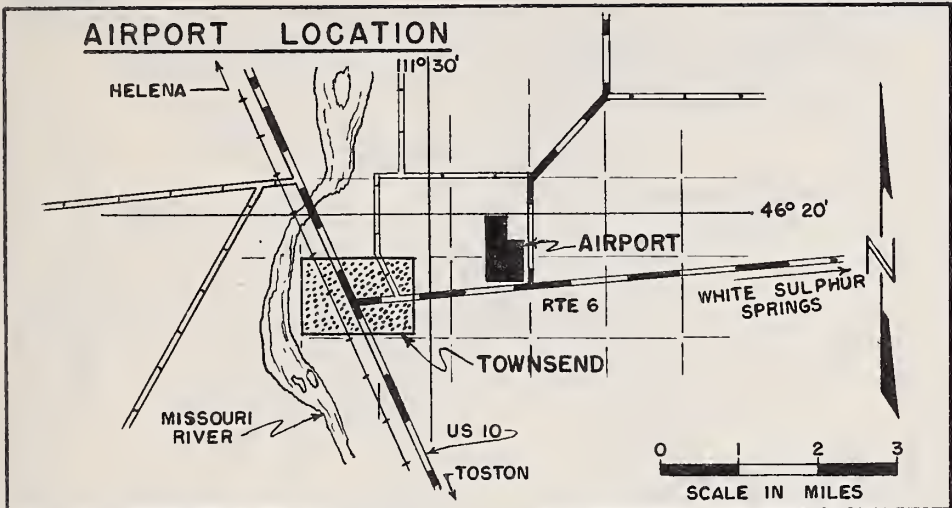 AIRPORT LOCATION
111° 30'
HELENA
46° 20'
AIRPORT
N
RTE 6
WHITE SULPHUR
SPRINGS
TOWNSEND
MISSOURI
RIVER
US 10
TOSTON
0 1 2 3
SCALE IN MILES